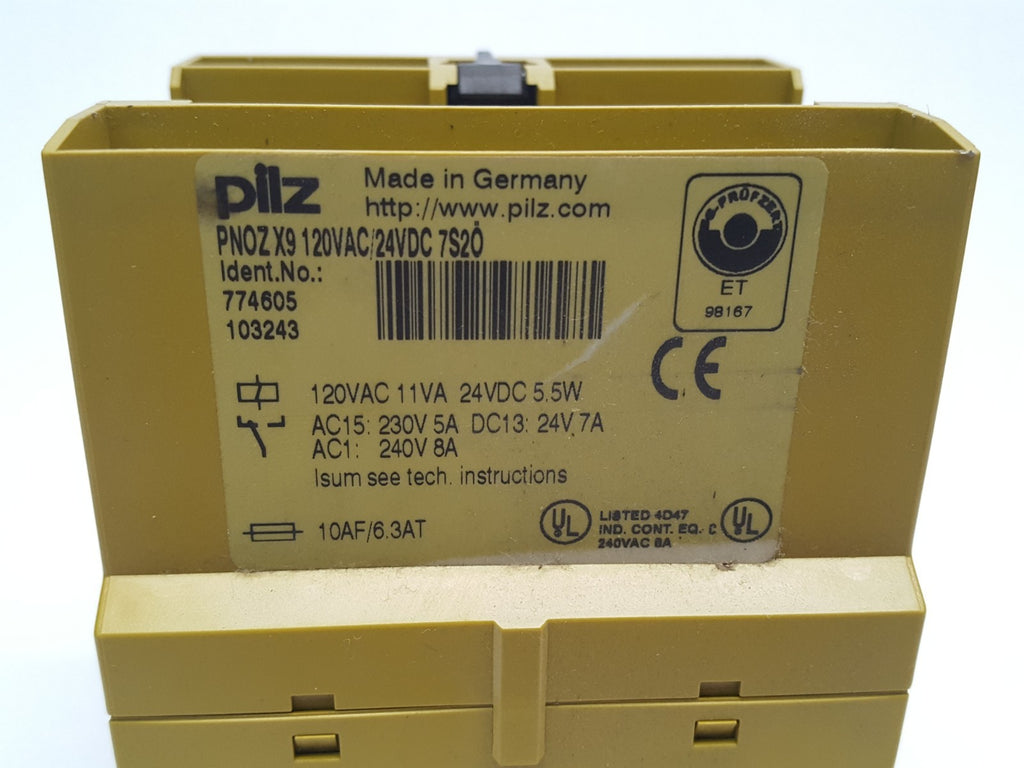 pilz
Made in Germany
http://www.pilz.com
PNOZ X9 120VAC/24VDC 7S2Ö
Ident.No.:
774605
103243
ET
98167
CE
120VAC 11VA 24VDC 5.5W
AC15: 230V 5A DC13: 24V 7A
AC1: 240V 8A
Isum see tech. instructions
10AF/6.3AT
UL
LISTED 4D47
IND. CONT. EQ.
240VAC 8A
UL